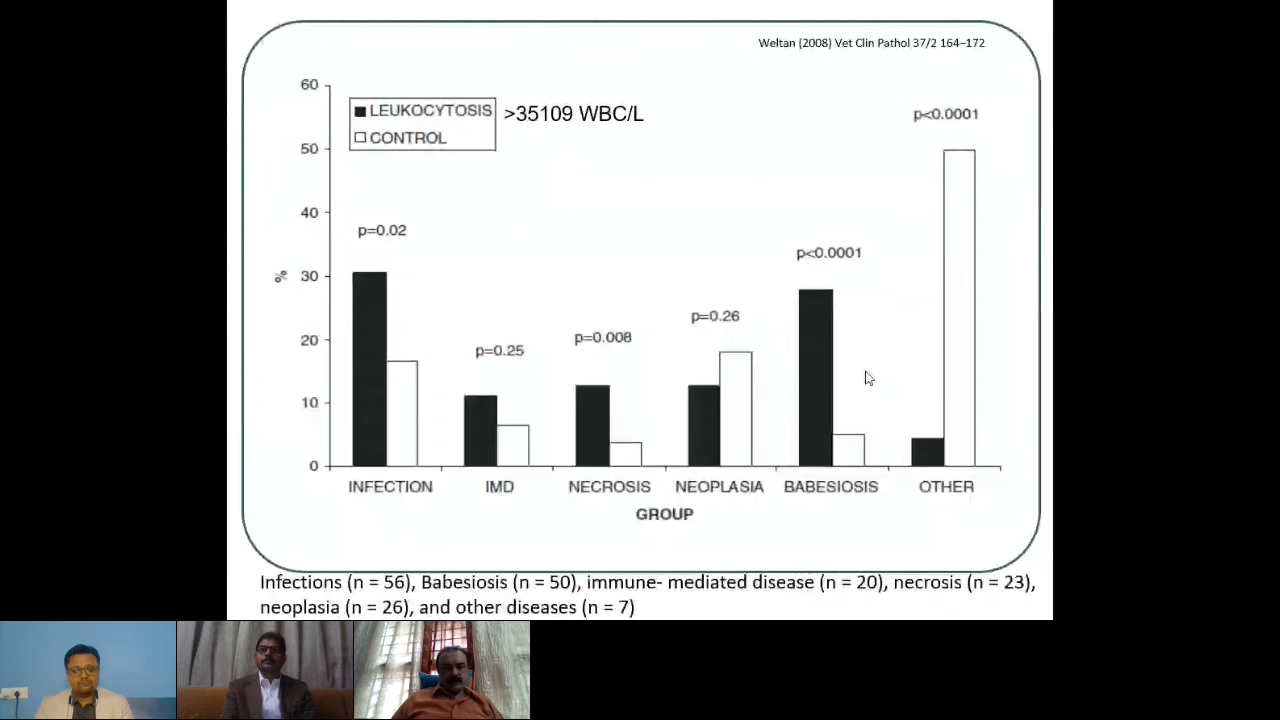 Weltan (2008) Vet Clin Pathol 37/2 164–172
60
50
40
30
20
10
0
%
LEUKOCYTOSIS >35109 WBC/L
CONTROL
p=0.02
p=0.25
p=0.008
p=0.26
p<0.0001
p<0.0001
INFECTION IMD NECROSIS NEOPLASIA BABESIOSIS OTHER
GROUP
Infections (n = 56), Babesiosis (n = 50), immune- mediated disease (n = 20), necrosis (n = 23),
neoplasia (n = 26), and other diseases (n = 7)